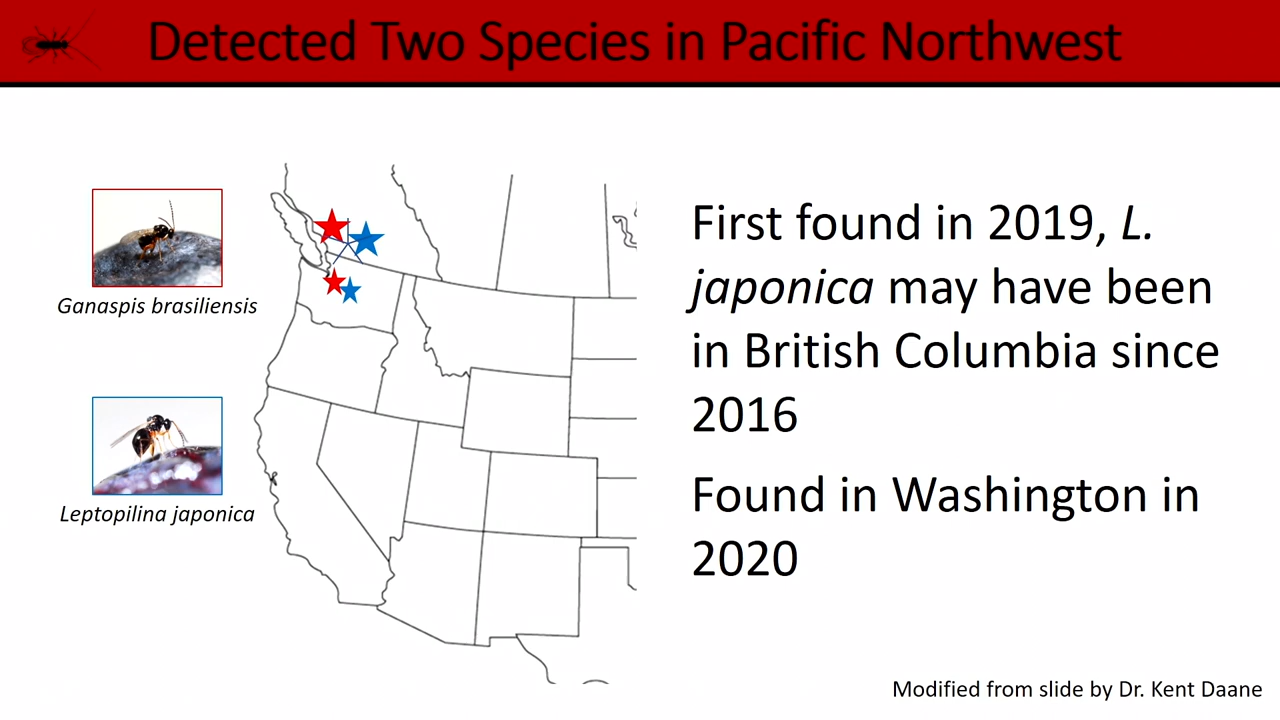 Detected Two Species in Pacific Northwest
Ganaspis brasiliensis
Leptopilina japonica
First found in 2019, L.
japonica may have been
in British Columbia since
2016
Found in Washington in
2020
Modified from slide by Dr. Kent Daane